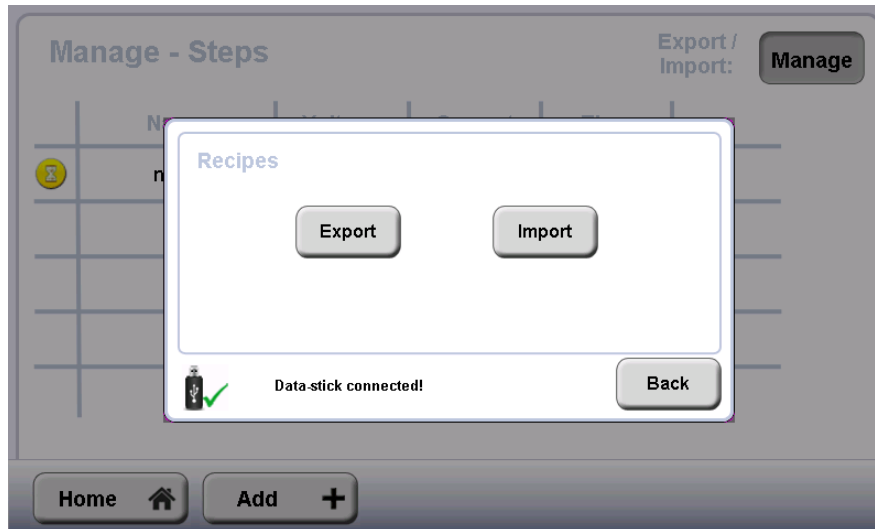 Manage - Steps
Export /
Import:
Manage
Recipes
Export
Import
Data-stick connected!
Back
Home
Add